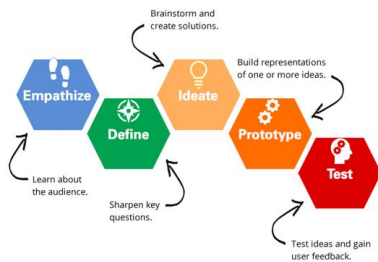 Brainstorm and
create solutions.
Build representations
of one or more ideas.
Empathize
Ideate
Define
Prototype
Test
Learn about
the audience.
Sharpen key
questions.
Test ideas and gain
user feedback.